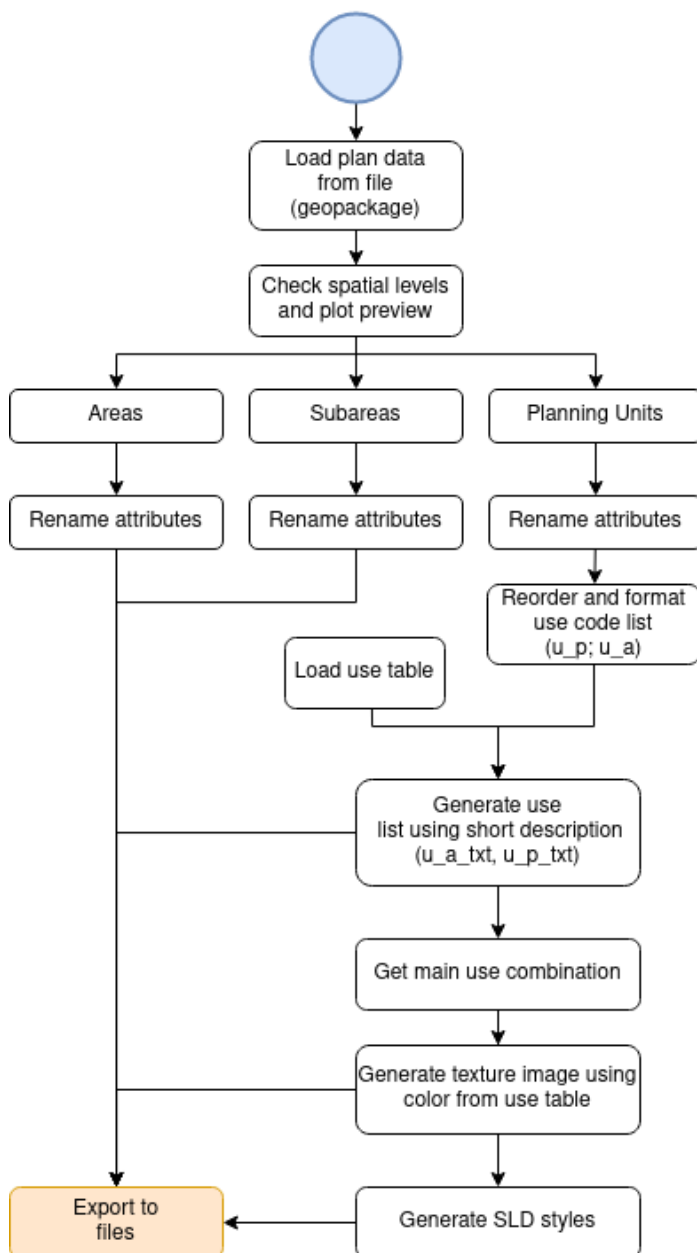 Load plan data
from file
(geopackage)
Check spatial levels
and plot preview
Areas
Subareas
Planning Units
Rename attributes
Rename attributes
Rename attributes
Reorder and format
use code list
(u_p; u_a)
Load use table
Generate use
list using short description
(u_a_txt, u_p_txt)
Get main use combination
Generate texture image using
color from use table
Export to
files
Generate SLD styles